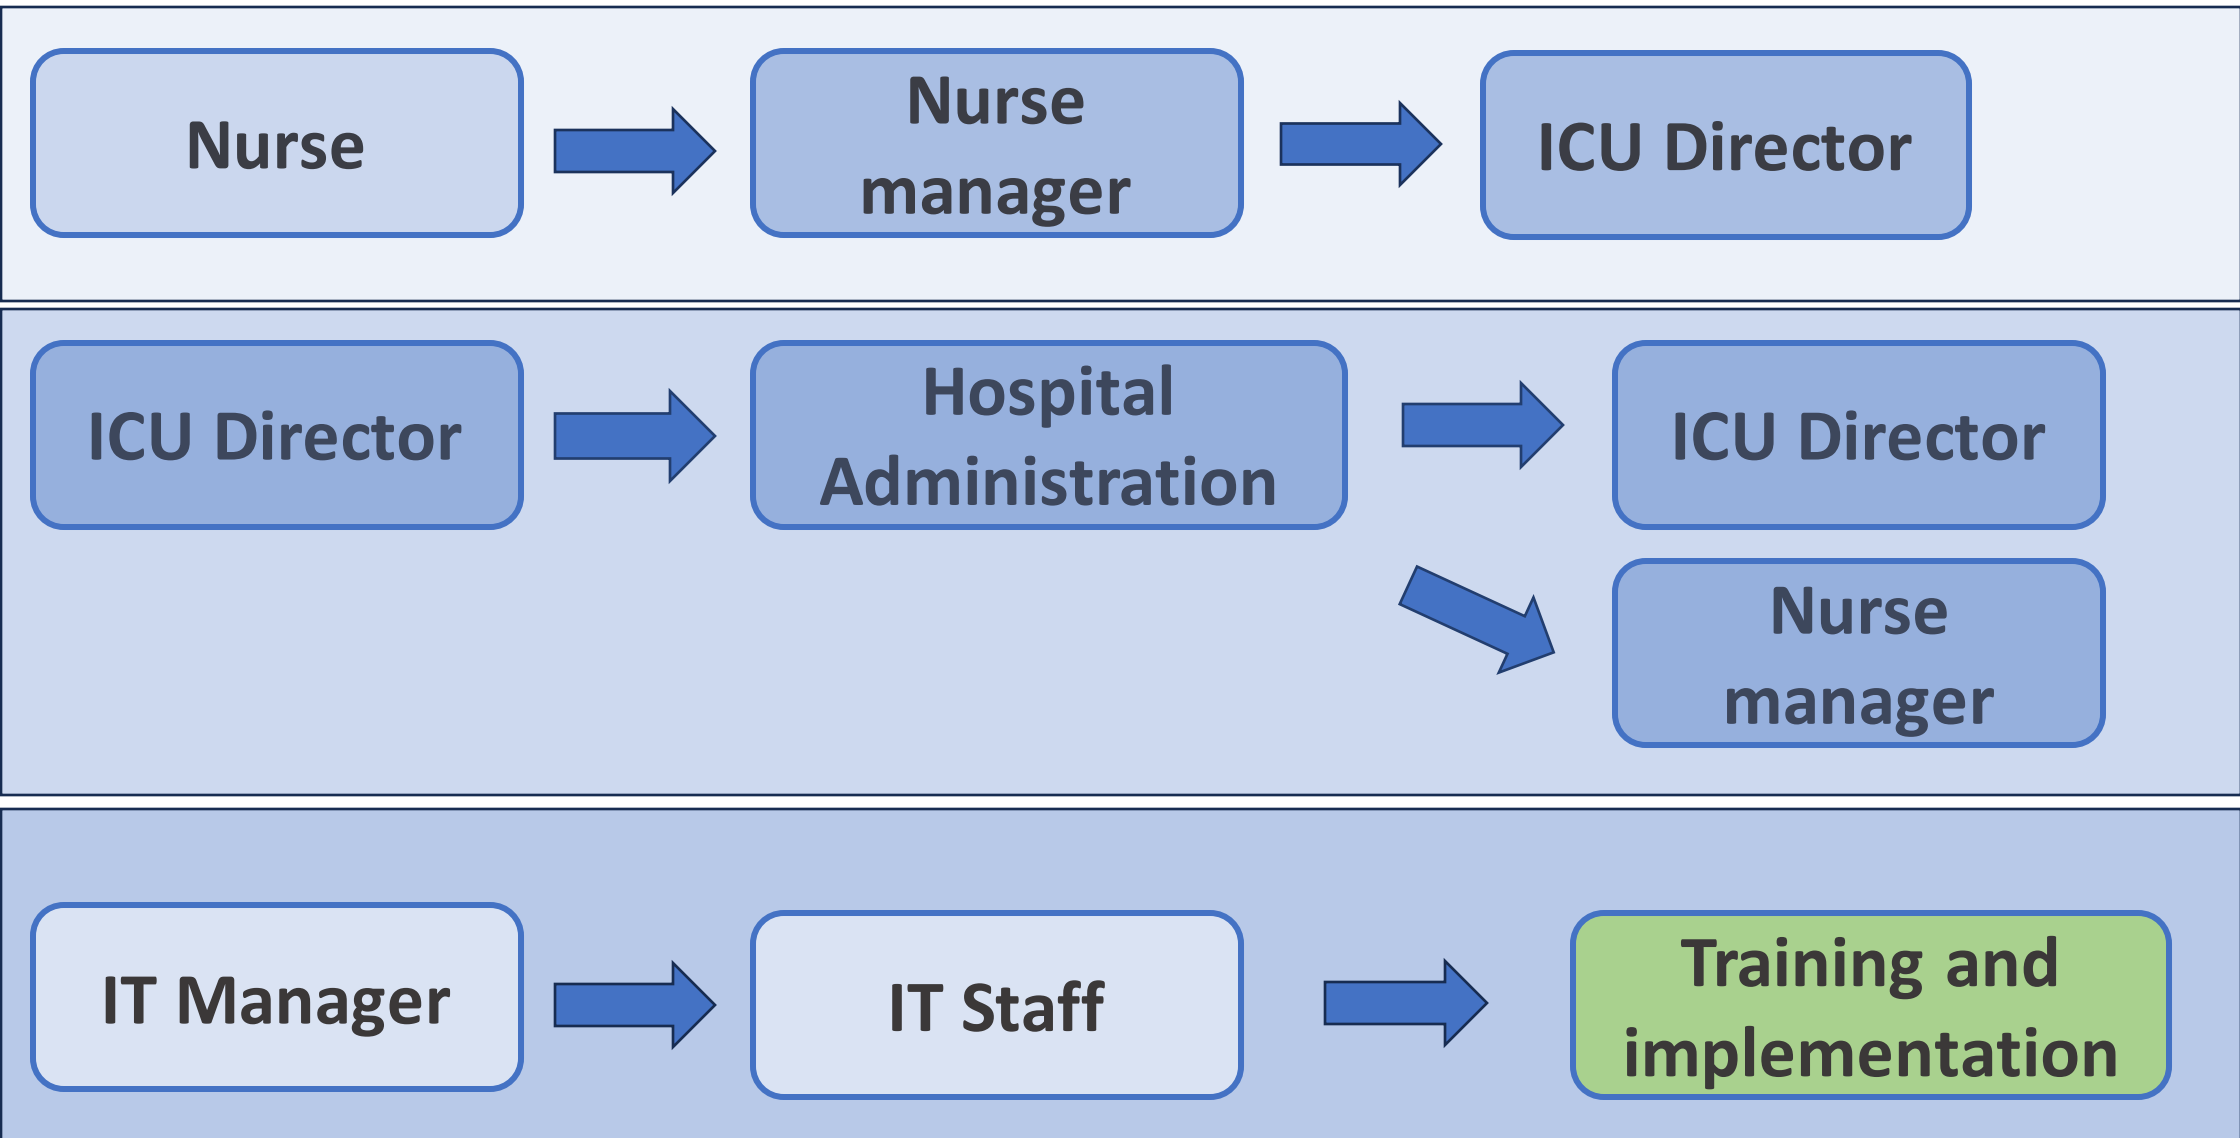 Nurse
Nurse
manager
ICU Director
ICU Director
Hospital
Administration
ICU Director
Nurse
manager
IT Manager
IT Staff
Training and
implementation